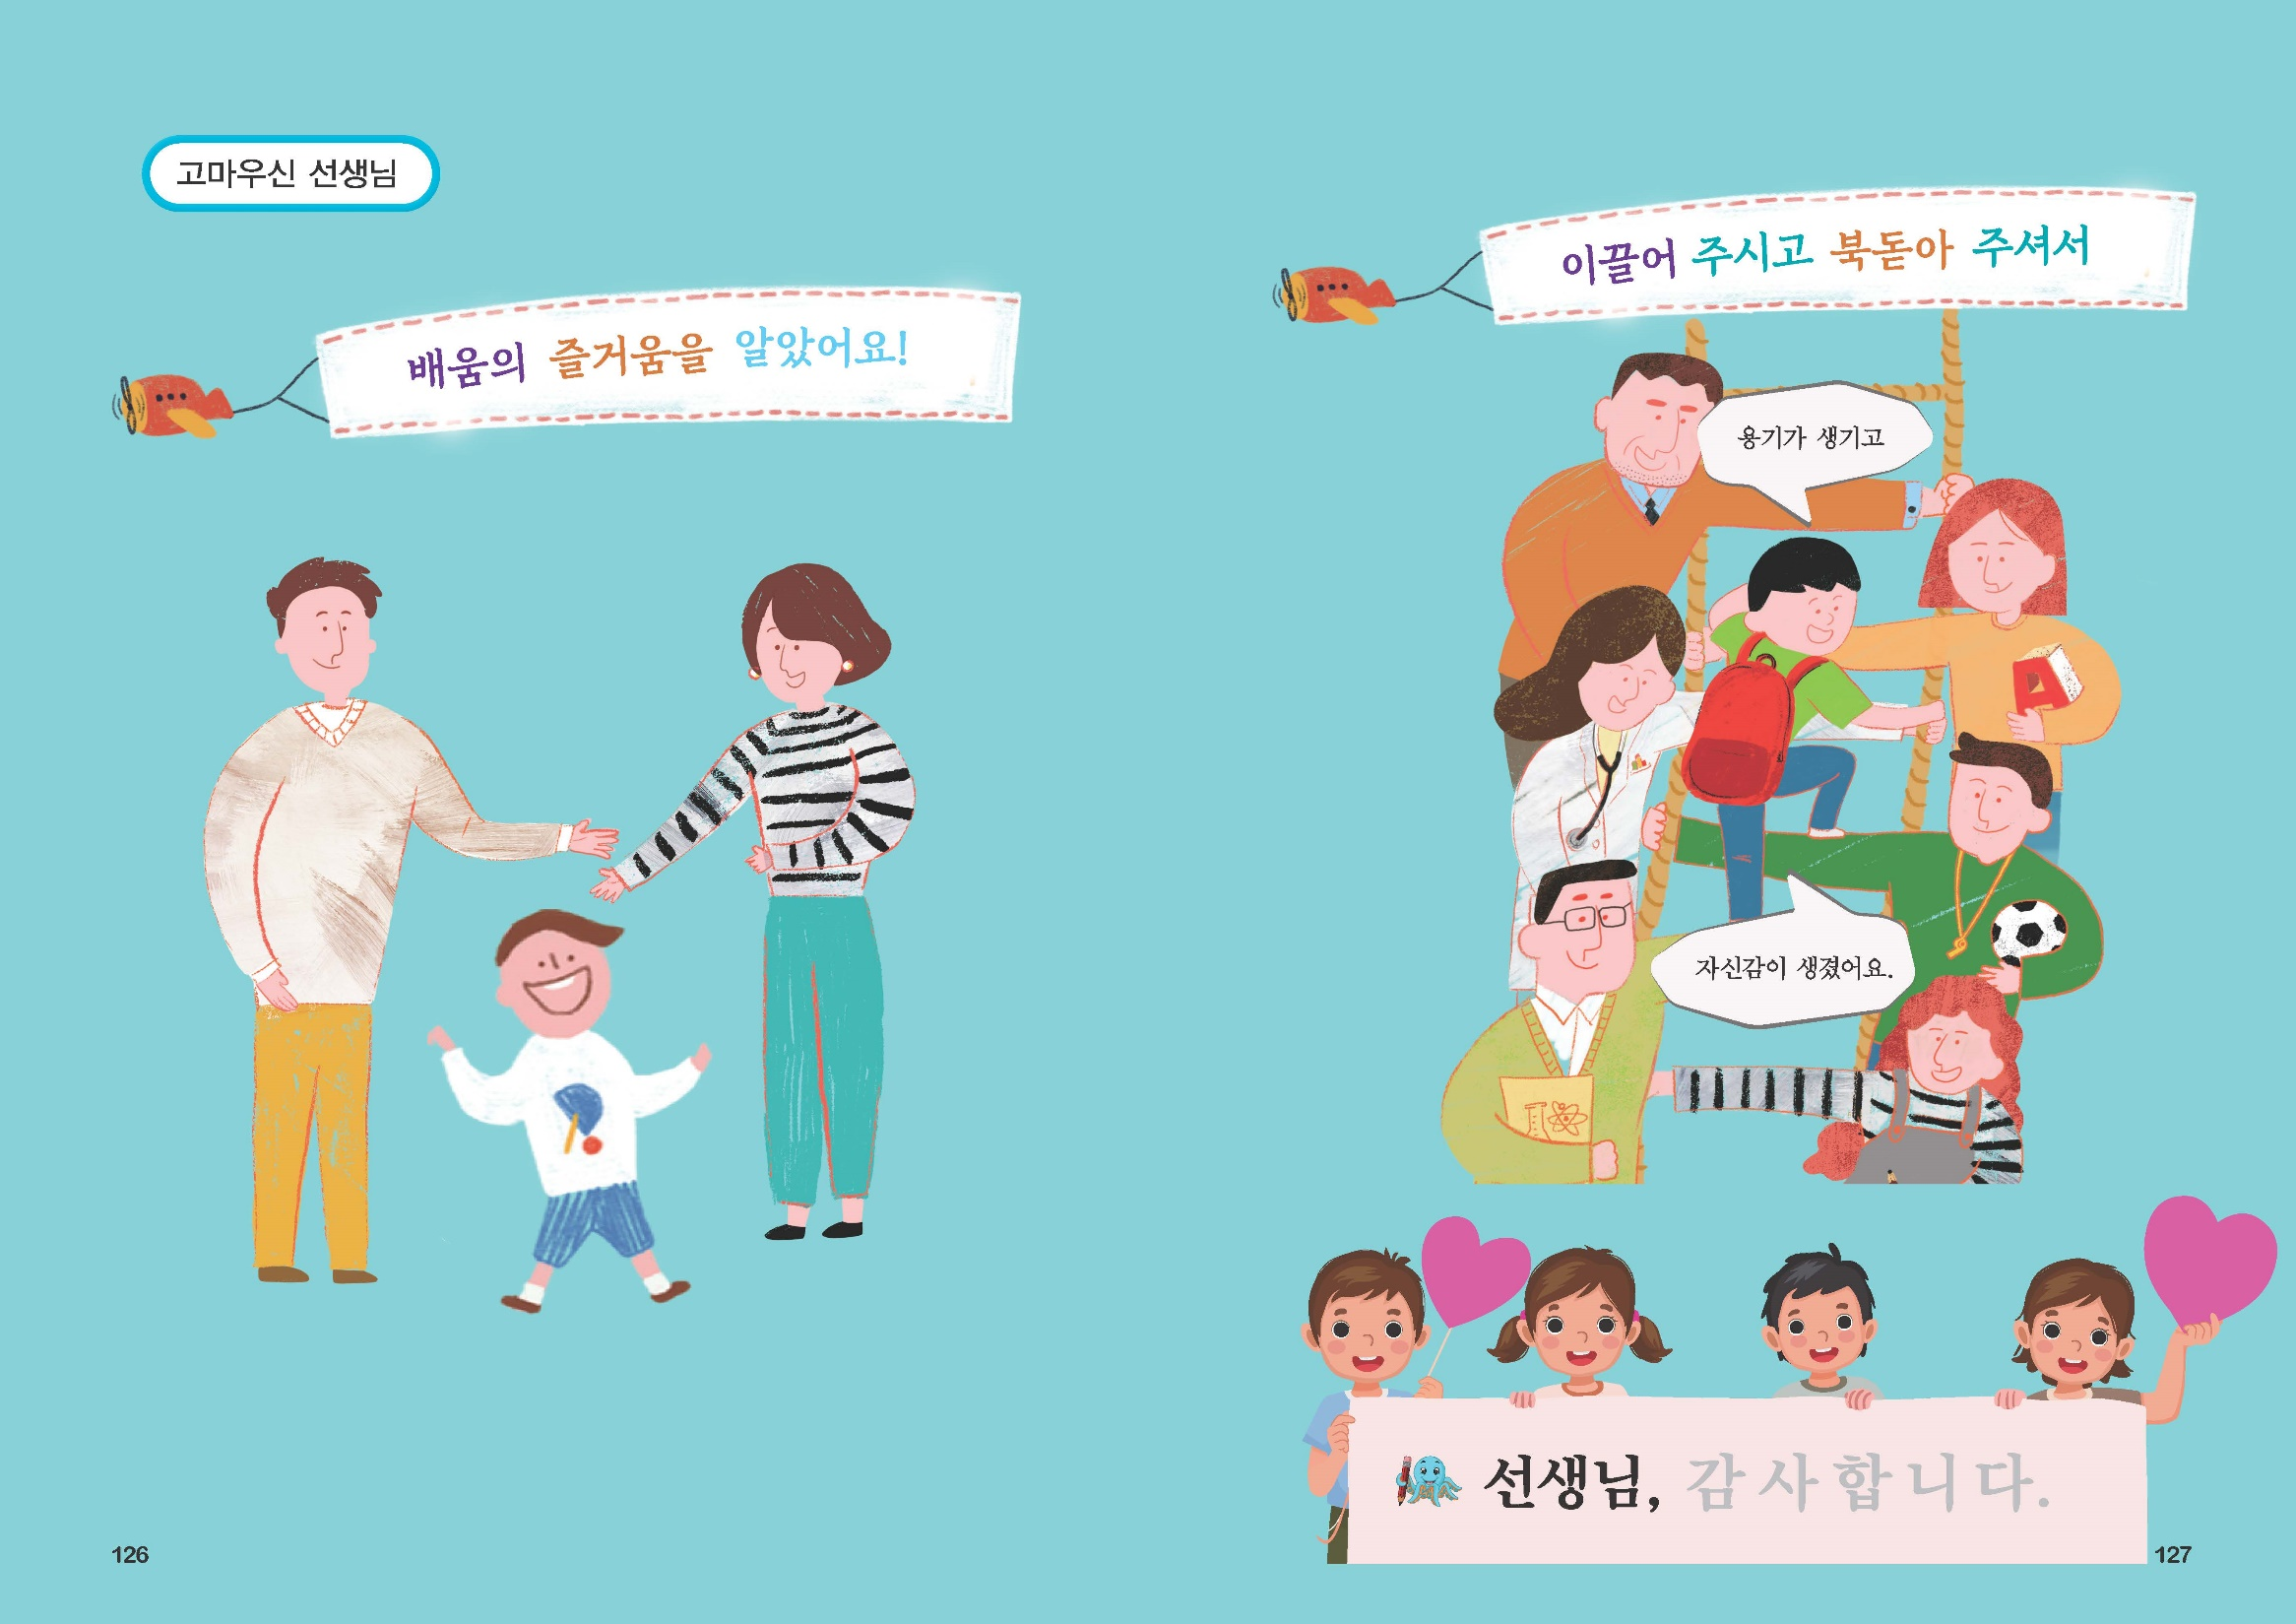 고마우신 선생님
배움의 즐거움을 알았어요!
126
이끌어 주시고 북돋아 주셔서
용기가 생기고
A
자신감이 생겼어요.
선생님, 감사합니다.
127